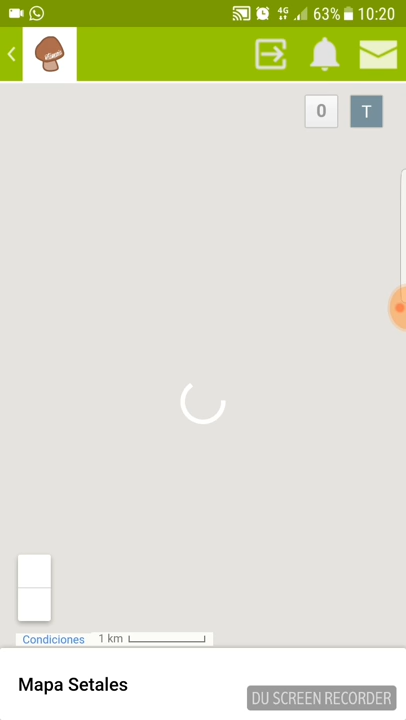 4G 63% 10:20
0 T
Condiciones 1 km
Mapa Setales
DU SCREEN RECORDER